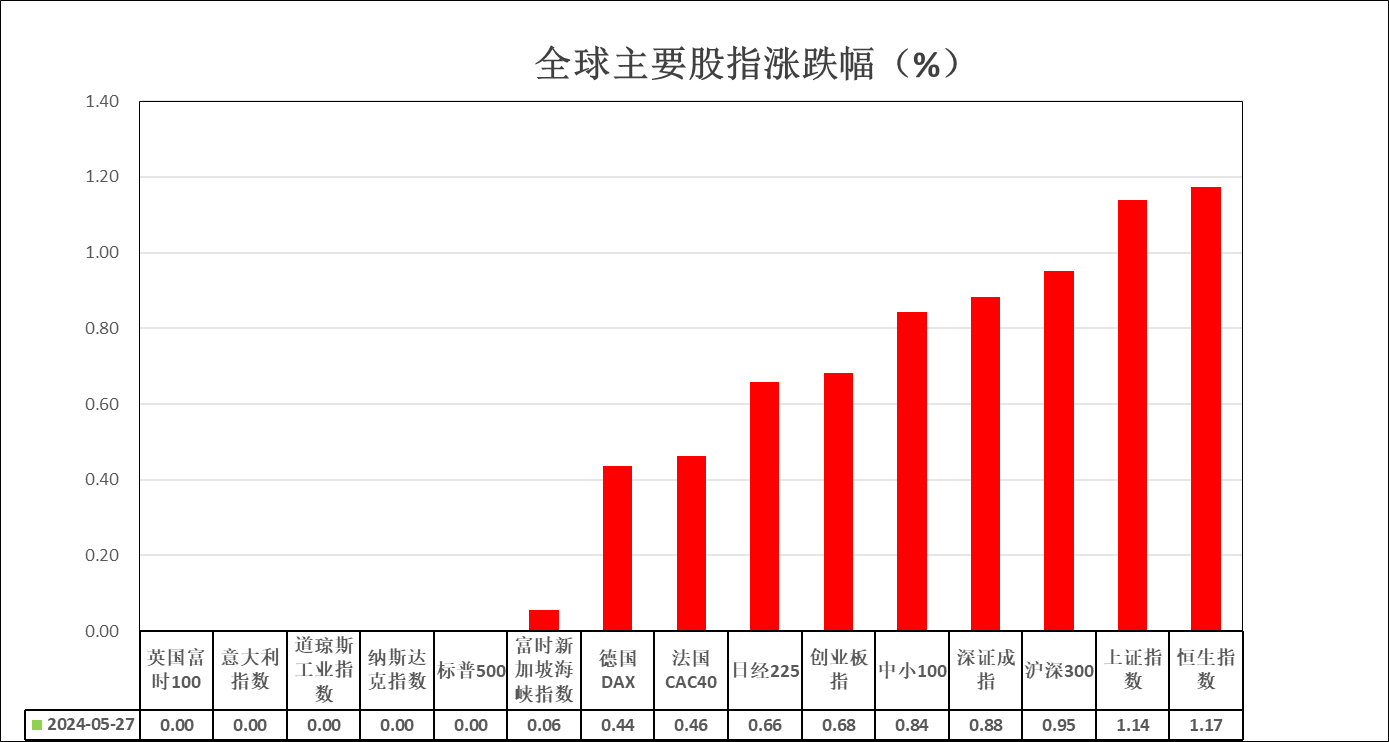 全球主要股指涨跌幅（%）
1.40
1.20
1.00
0.80
0.60
0.40
0.20
0.00
英国富
时100
意大利
指数
道琼斯
工业指
数
纳斯达
克指数
标普500
富时新
加坡海
峡指数
德国
DAX
法国
CAC40
日经225
创业板
指
中小100
深证成
指
沪深300
上证指
数
恒生指
数
2024-05-27 0.00 0.00 0.00 0.00 0.00 0.06 0.44 0.46 0.66 0.68 0.84 0.88 0.95 1.14 1.17